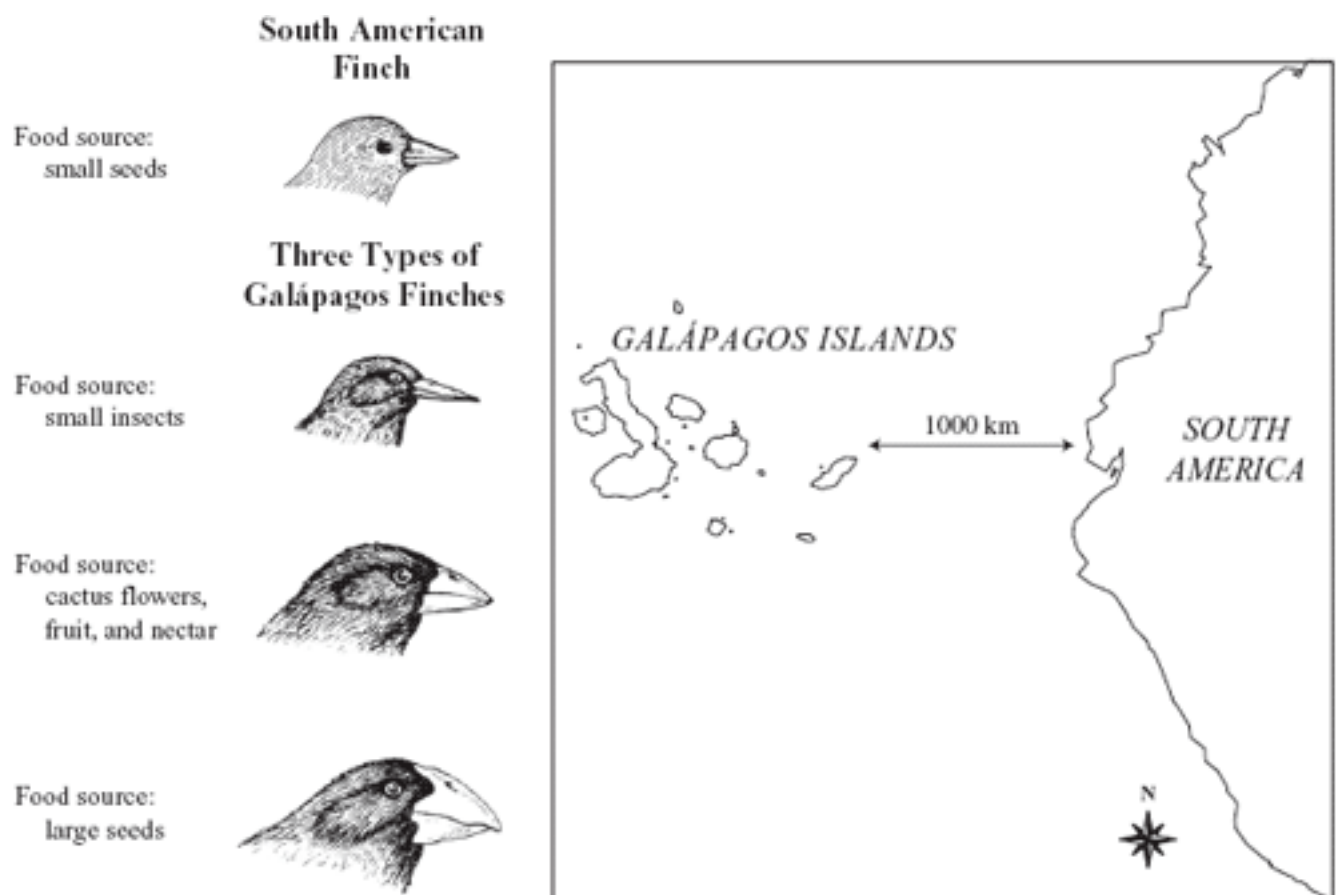 South American
Finch
Food source:
small seeds
Three Types of
Galápagos Finches
Food source:
small insects
Food source:
cactus flowers,
fruit, and nectar
Food source:
large seeds
GALÁPAGOS ISLANDS
1000 km
SOUTH
AMERICA
N